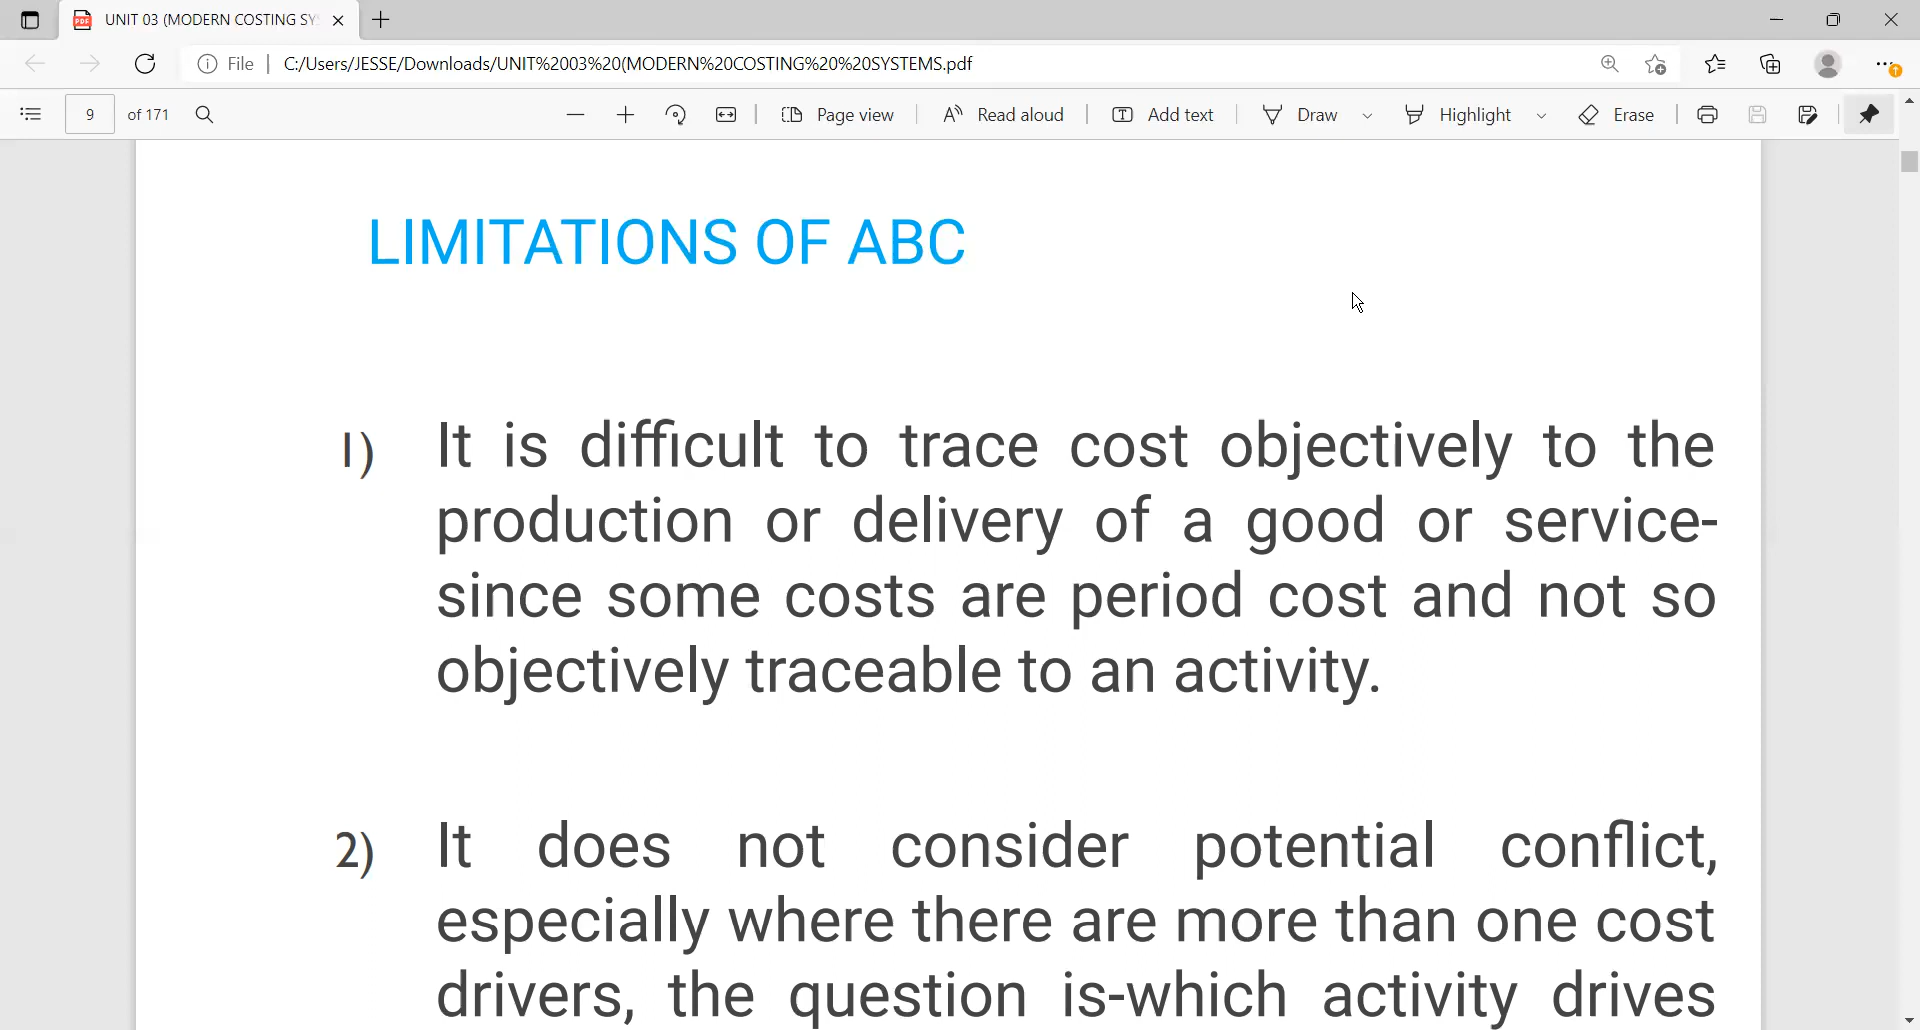 UNIT 03 (MODERN COSTING SY
File
C:/Users/JESSE/Downloads/UNIT%2003%20(MODERN%20COSTING%20%20SYSTEMS.pdf
9 of 171 Page view Read aloud Add text Draw Highlight Erase
LIMITATIONS OF ABC
1) It is difficult to trace cost objectively to the
production or delivery of a good or service-
since some costs are period cost and not so
objectively traceable to an activity.
2) It does not consider potential conflict,
especially where there are more than one cost
drivers, the question is-which activity drives